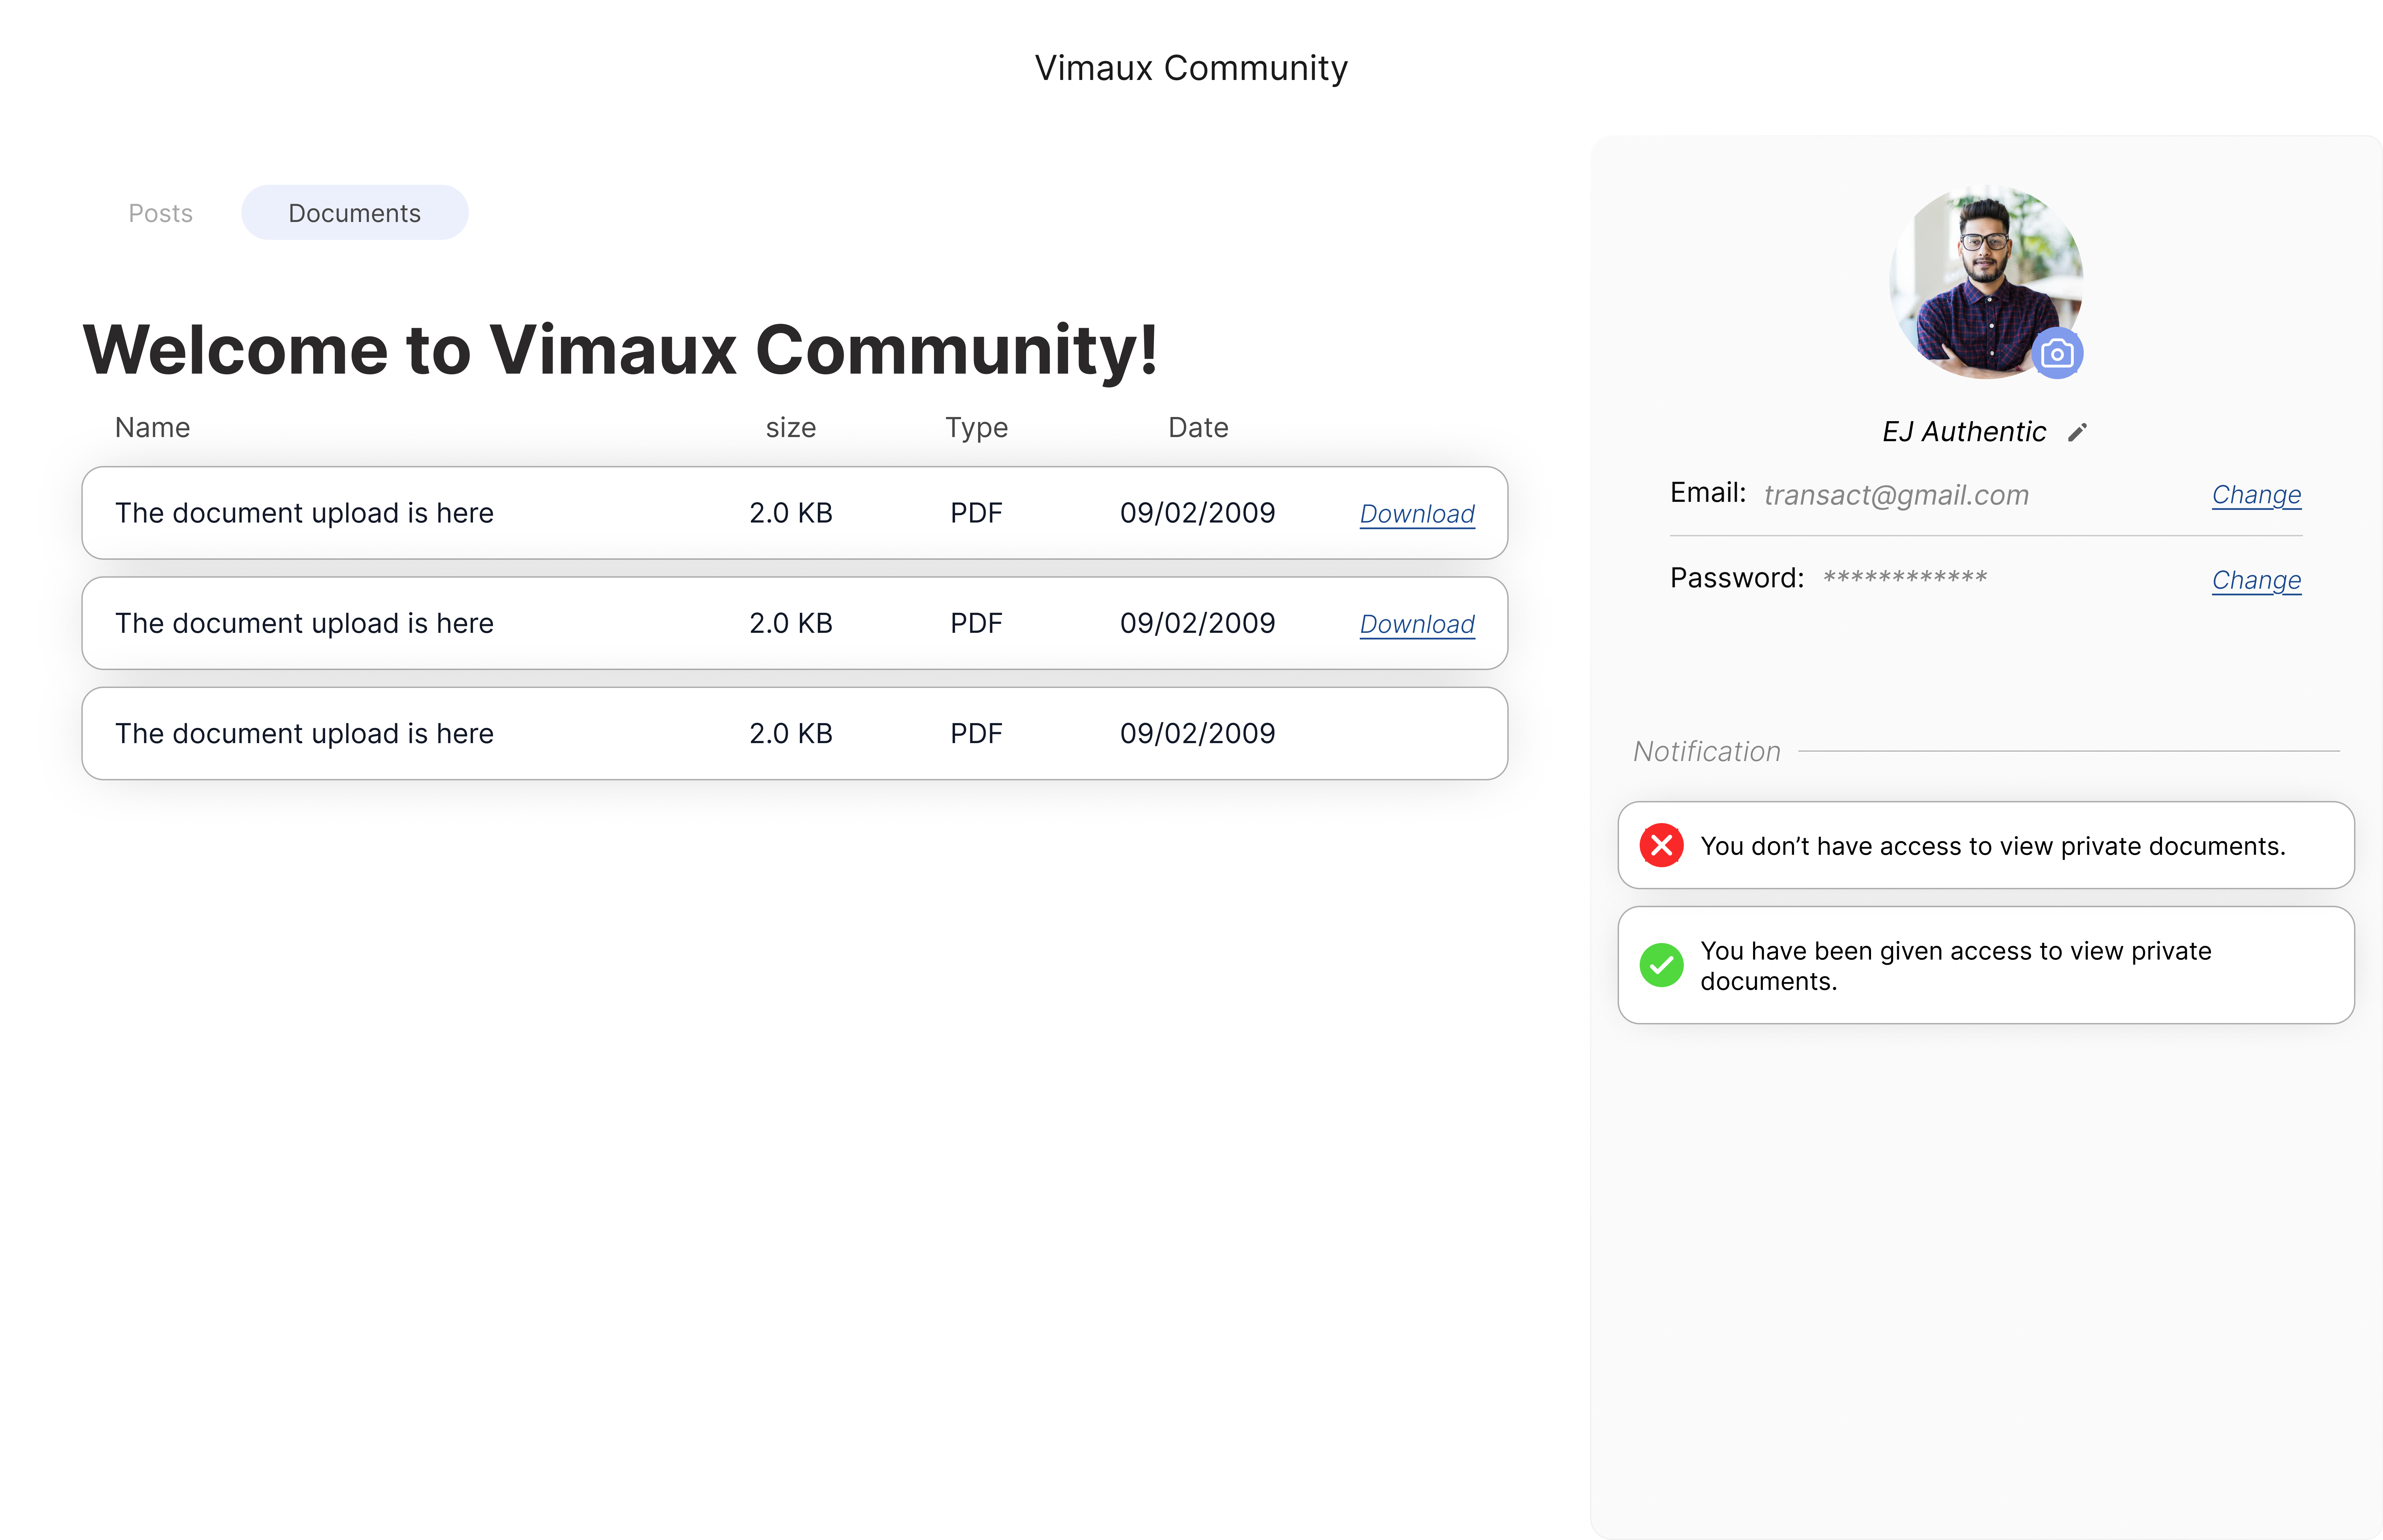 Vimaux Community
Posts
Documents
Welcome to Vimaux Community!
Name size Type Date
The document upload is here 2.0 KB PDF 09/02/2009 Download
The document upload is here 2.0 KB PDF 09/02/2009 Download
The document upload is here 2.0 KB PDF 09/02/2009
EJ Authentic
Email: transact@gmail.com Change
Password: ************ Change
Notification
You don’t have access to view private documents.
You have been given access to view private
documents.